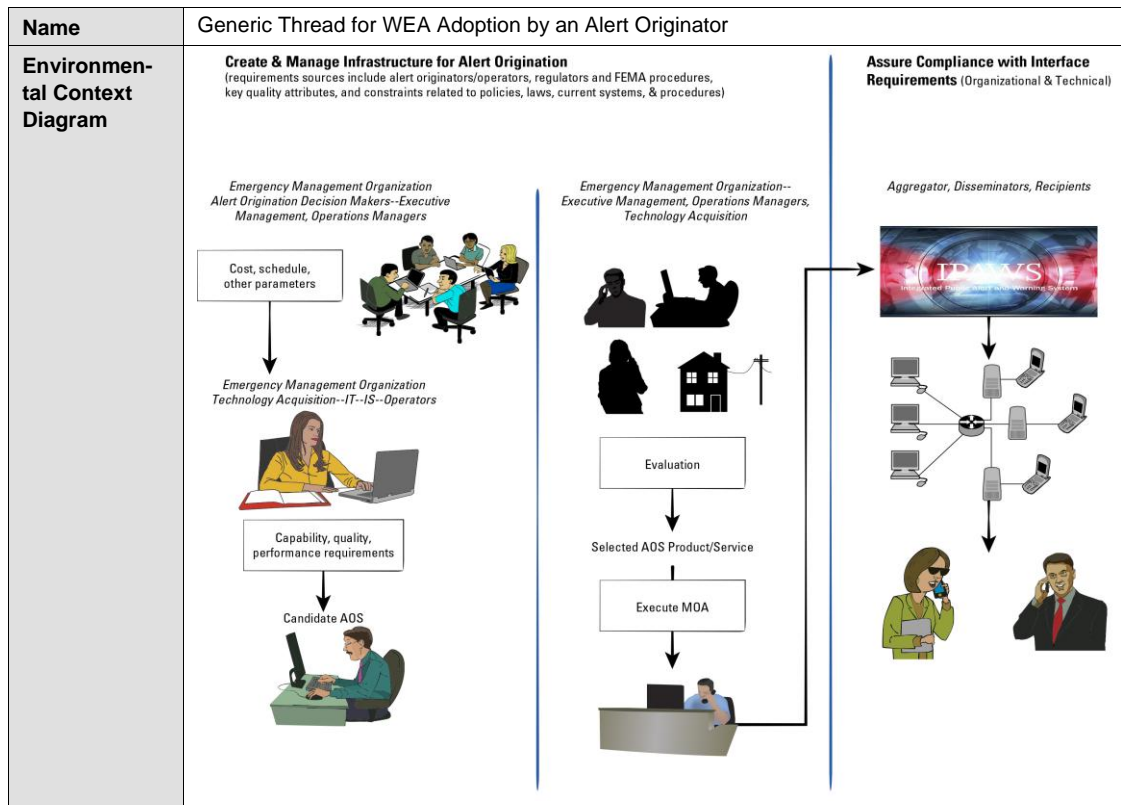 Name
Generic Thread for WEA Adoption by an Alert Originator
Environmen-
tal Context
Diagram
Create & Manage Infrastructure for Alert Origination
(requirements sources include alert originators/operators, regulators and FEMA procedures,
key quality attributes, and constraints related to policies, laws, current systems, & procedures)
Assure Compliance with Interface
Requirements (Organizational & Technical)
Emergency Management Organization
Alert Origination Decision Makers--Executive
Management, Operations Managers
Cost, schedule,
other parameters
Emergency Management Organization
Technology Acquisition--IT--IS--Operators
Capability, quality,
performance requirements
Candidate AOS
Emergency Management Organization--
Executive Management, Operations Managers,
Technology Acquisition
Evaluation
Selected AOS Product/Service
Execute MOA
Aggregator, Disseminators, Recipients
IPAWS
Integrated Public Alert and Warning System